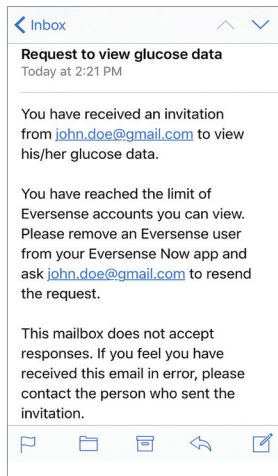 Inbox
Request to view glucose data
Today at 2:21 PM
You have received an invitation
from john.doe@gmail.com to view
his/her glucose data.
You have reached the limit of
Eversense accounts you can view.
Please remove an Eversense user
from your Eversense Now app and
ask john.doe@gmail.com to resend
the request.
This mailbox does not accept
responses. If you feel you have
received this email in error, please
contact the person who sent the
invitation.